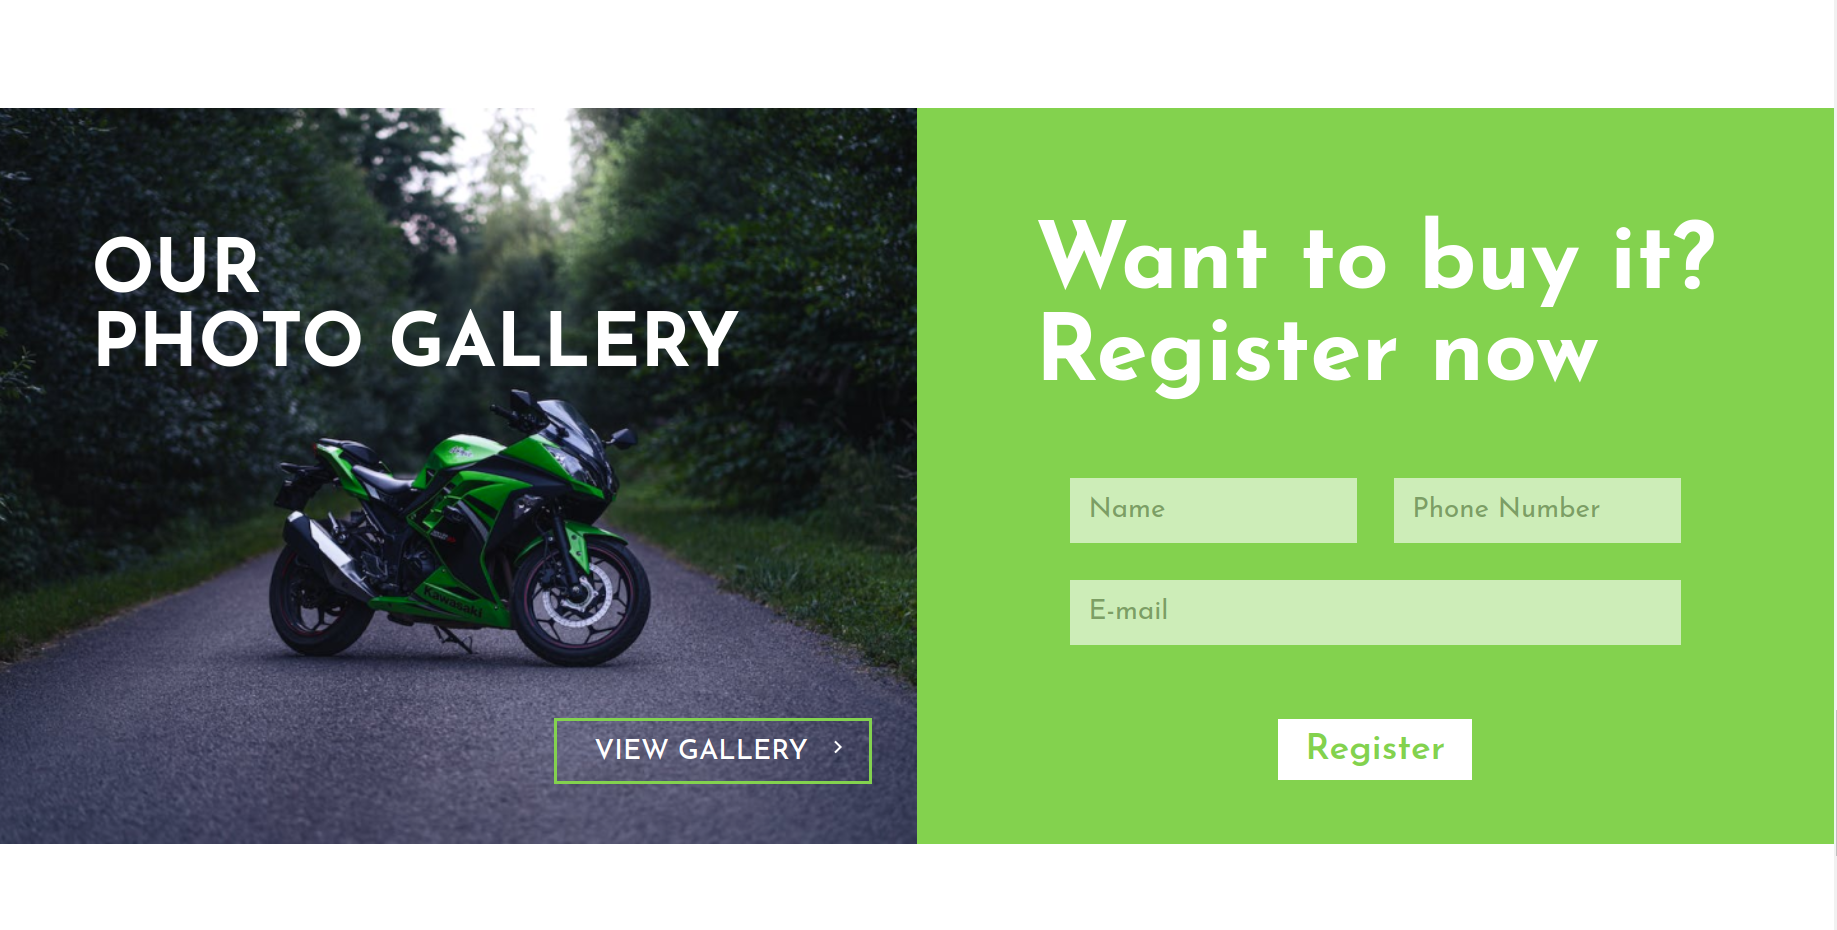 OUR
PHOTO GALLERY
Kawasaki
VIEW GALLERY
Want to buy it?
Register now
Name
Phone Number
E-mail
Register